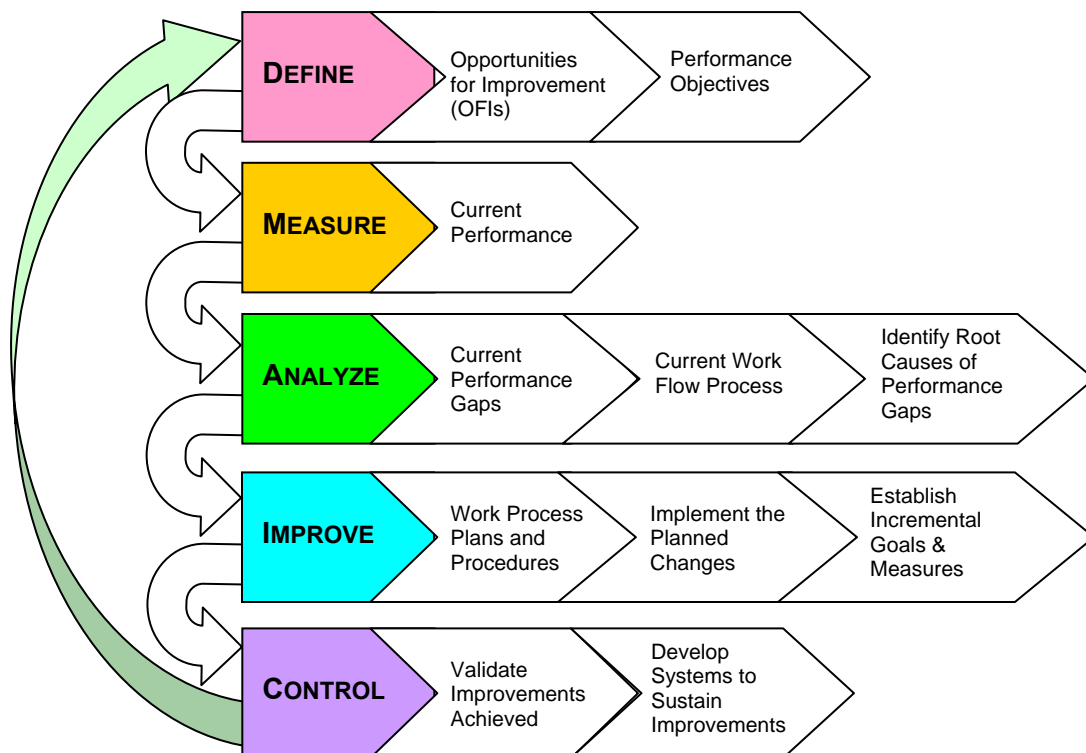 DEFINE
Opportunities
for Improvement
(OFIs)
Performance
Objectives
MEASURE
Current
Performance
ANALYZE
Current
Performance
Gaps
Current Work
Flow Process
Identify Root
Causes of
Performance
Gaps
IMPROVE
Work Process
Plans and
Procedures
Implement the
Planned
Changes
Establish
Incremental
Goals &
Measures
CONTROL
Validate
Improvements
Achieved
Develop
Systems to
Sustain
Improvements